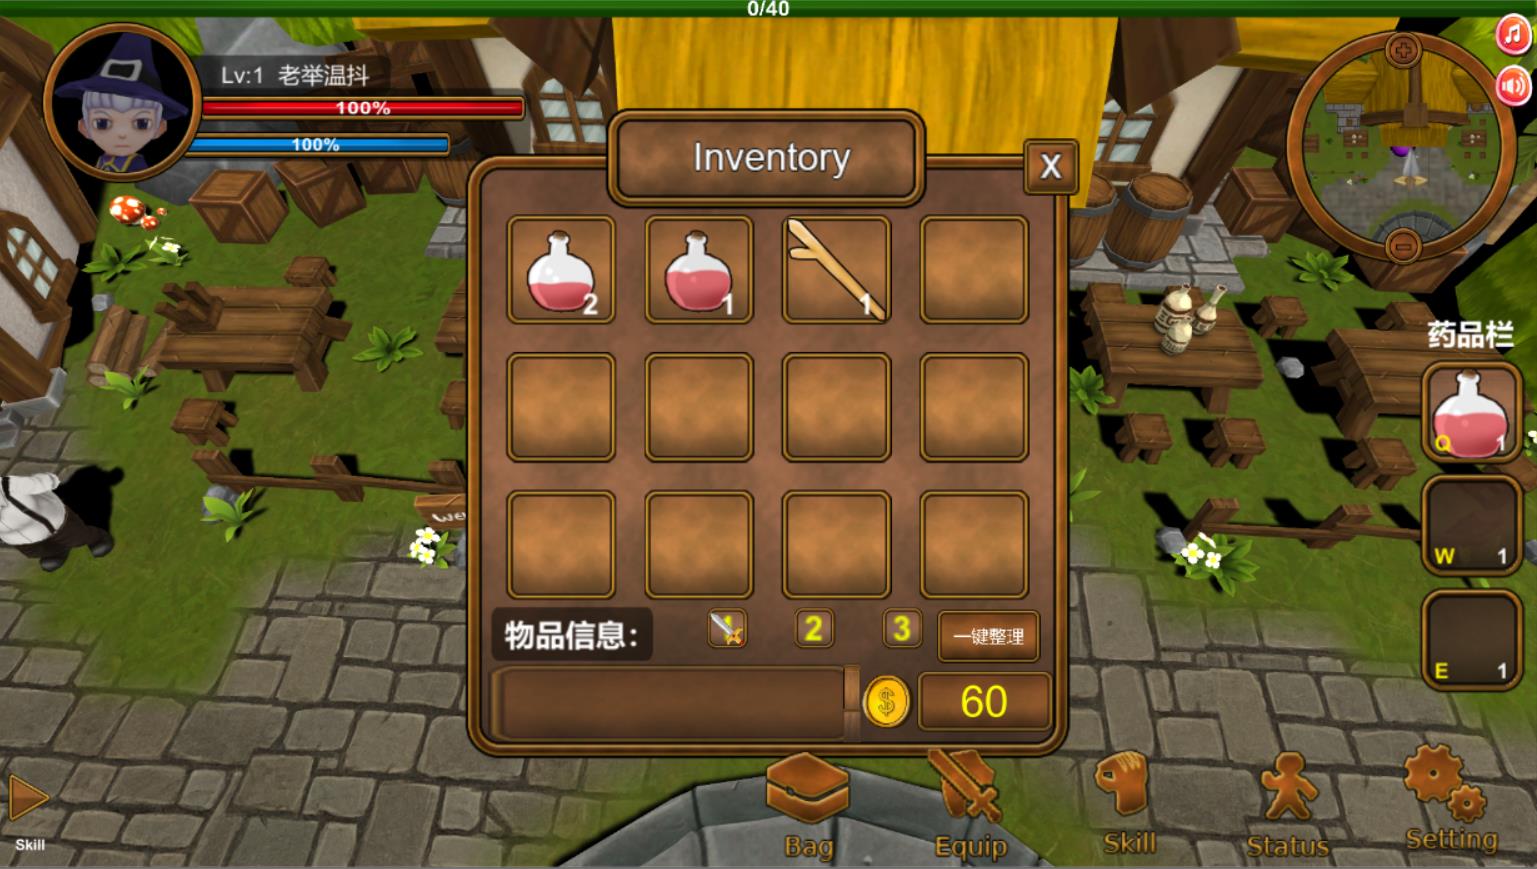 0/40
Lv:1 老举温抖
100%
100%
Inventory
X
2
1
1
药品栏
Q 1
W 1
E 1
We
物品信息:
2
3
一键整理
60
Skill
Bag
Equip
Skill
Status
Setting